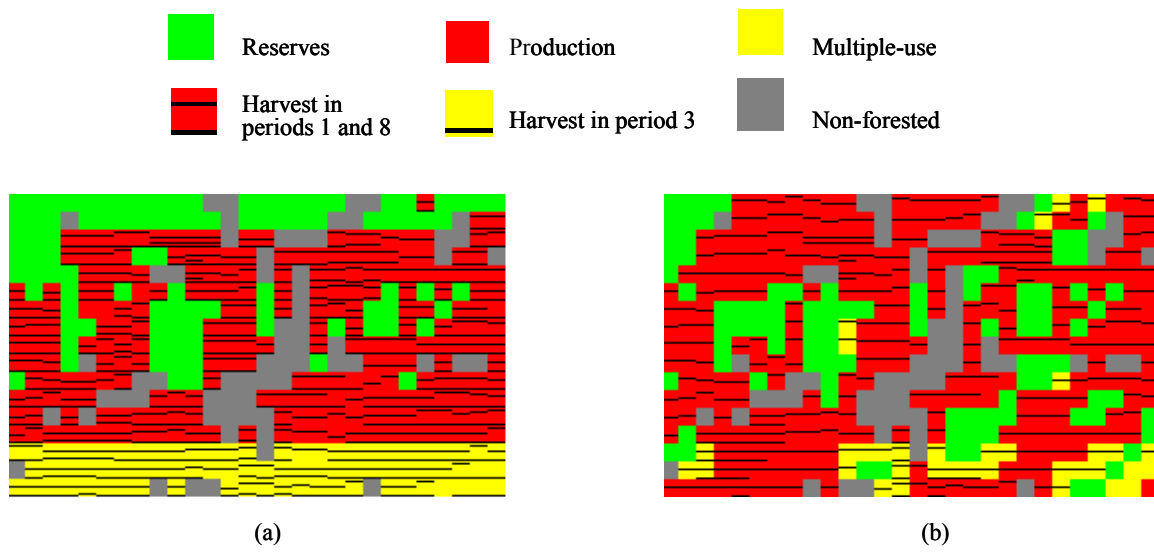 Reserves
Production
Multiple-use
Harvest in
periods 1 and 8
Harvest in period 3
Non-forested
(a)
(b)